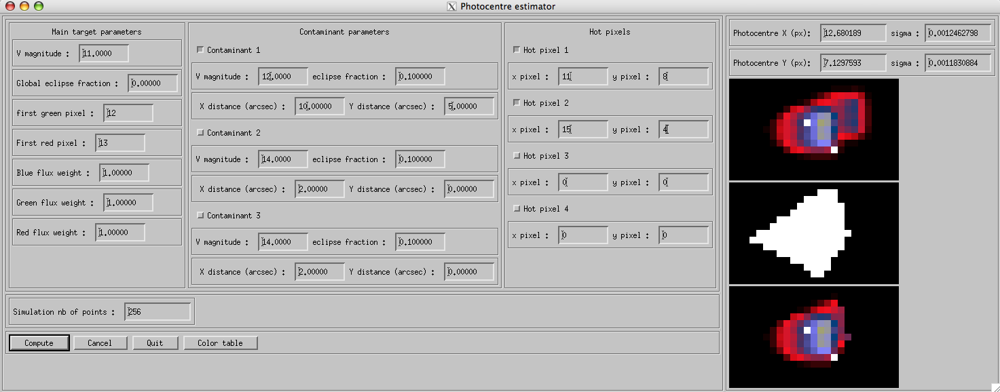 Photocentre estimator
Main target parameters
V magnitude : 11.0000
Global eclipse fraction : 0.00000
first green pixel : 12
First red pixel : 13
Blue flux weight : 1.00000
Green flux weight : 1.00000
Red flux weight : 1.00000
Contaminant parameters
Contaminant 1
V magnitude : 12.0000 eclipse fraction : 0.100000
X distance (arcsec) : 10.00000 Y distance (arcsec) : 5.00000
Contaminant 2
V magnitude : 14.0000 eclipse fraction : 0.100000
X distance (arcsec) : 2.00000 Y distance (arcsec) : 0.00000
Contaminant 3
V magnitude : 14.0000 eclipse fraction : 0.100000
X distance (arcsec) : 2.00000 Y distance (arcsec) : 0.00000
Hot pixels
Hot pixel 1
x pixel : 11 y pixel : 8
Hot pixel 2
x pixel : 15 y pixel : 4
Hot pixel 3
x pixel : 0 y pixel : 0
Hot pixel 4
x pixel : 0 y pixel : 0
Photocentre X (px): 12.680189 sigma : 0.0012462798
Photocentre Y (px): 7.1297593 sigma : 0.0011830884
Simulation nb of points : 256
Compute Cancel Quit Color table